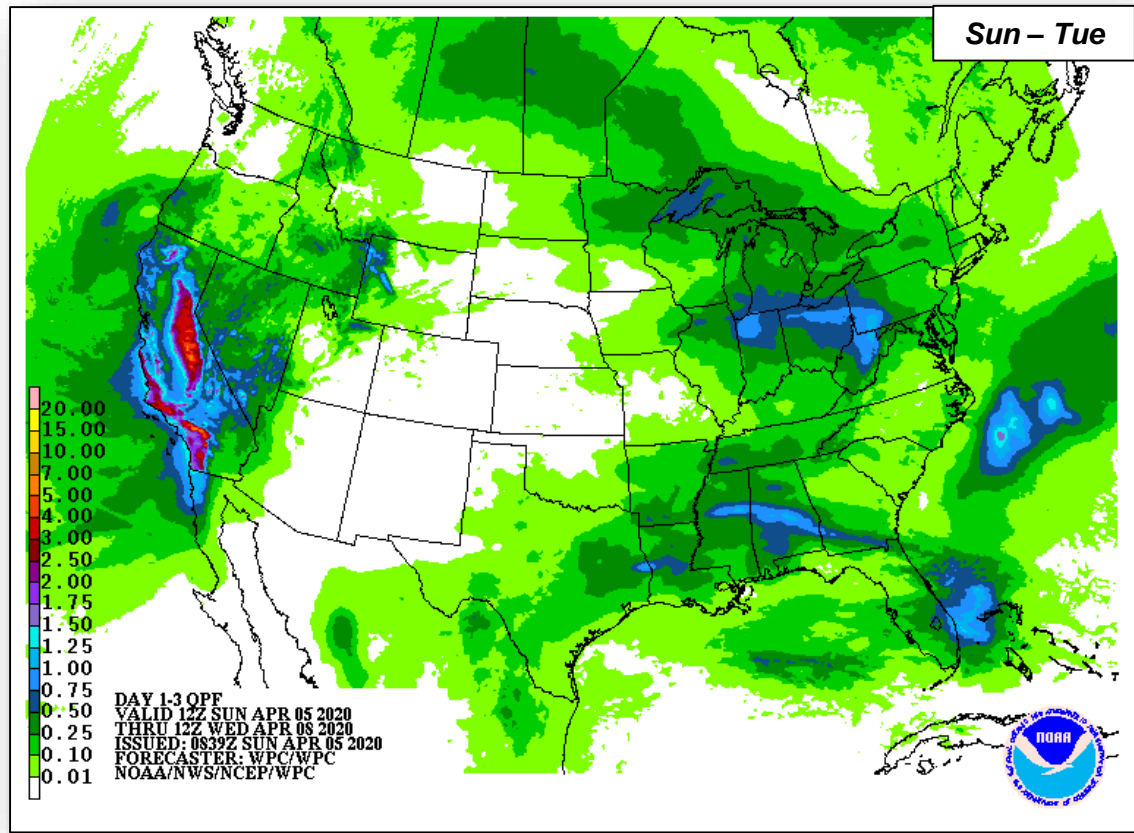 Sun – Tue
20.00
15.00
10.00
7.00
5.00
4.00
3.00
2.50
2.00
1.75
1.50
1.25
1.00
0.75
0.50
0.25
0.10
0.01
DAY 1-3 QPF
VALID 12Z SUN APR 05 2020
THRU 12Z WED APR 08 2020
ISSUED: 0839Z SUN APR 05 2020
FORECASTER: WPC/WPC
NOAA/NWS/NCEP/WPC
NOAA